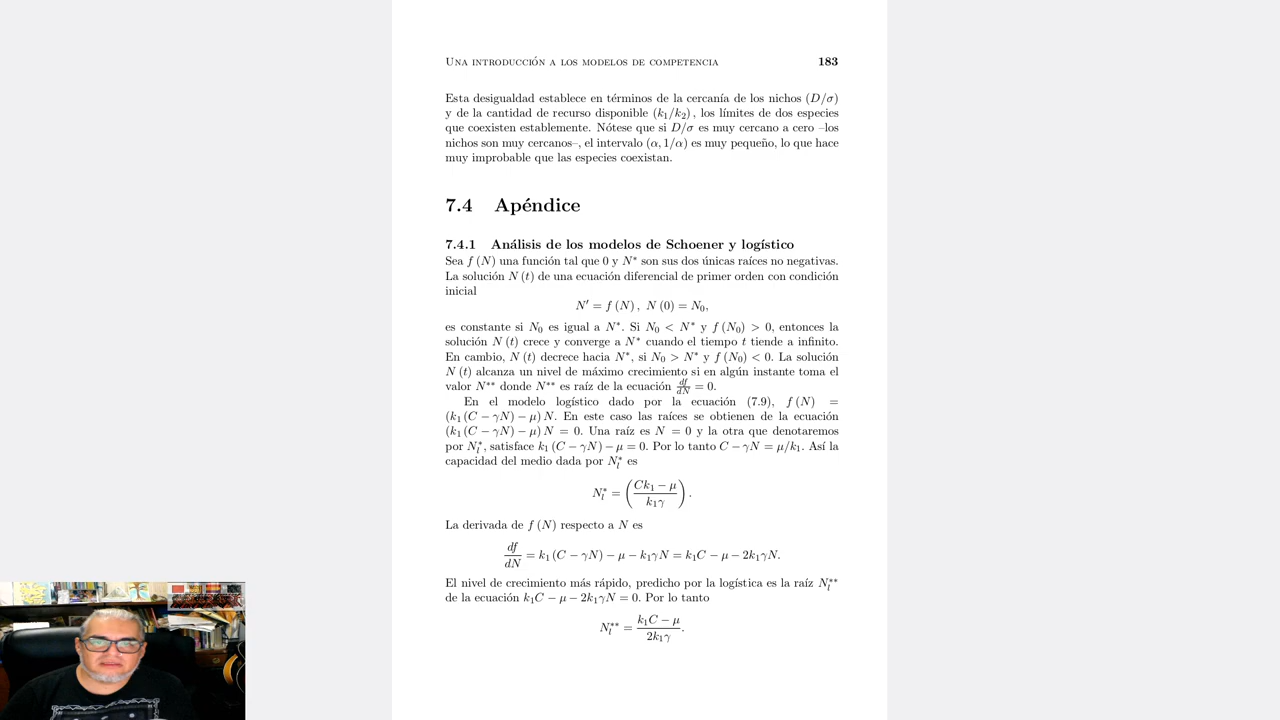 UNA INTRODUCCIÓN A LOS MODELOS DE COMPETENCIA 183
Esta desigualdad establece en términos de la cercanía de los nichos (D/σ)
y de la cantidad de recurso disponible (k₁/k₂), los límites de dos especies
que coexisten establemente. Nótese que si D/σ es muy cercano a cero –los
nichos son muy cercanos–, el intervalo (α, 1/α) es muy pequeño, lo que hace
muy improbable que las especies coexistan.
7.4 Apéndice
7.4.1 Análisis de los modelos de Schoener y logístico
Sea f (N) una función tal que 0 y N* son sus dos únicas raíces no negativas.
La solución N (t) de una ecuación diferencial de primer orden con condición
inicial
N′ = f (N), N (0) = N₀,
es constante si N₀ es igual a N*. Si N₀ < N* y f (N₀) > 0, entonces la
solución N (t) crece y converge a N* cuando el tiempo t tiende a infinito.
En cambio, N (t) decrece hacia N*, si N₀ > N* y f (N₀) < 0. La solución
N (t) alcanza un nivel de máximo crecimiento si en algún instante toma el
valor N** donde N** es raíz de la ecuación df/dN = 0.
En el modelo logístico dado por la ecuación (7.9), f (N) =
(k₁ (C − γN) − μ) N. En este caso las raíces se obtienen de la ecuación
(k₁ (C − γN) − μ) N = 0. Una raíz es N = 0 y la otra que denotaremos
por N*ₗ, satisface k₁ (C − γN) − μ = 0. Por lo tanto C − γN = μ/k₁. Así la
capacidad del medio dada por N*ₗ es
N*ₗ = ( (Ck₁ − μ) / (k₁γ) ).
La derivada de f (N) respecto a N es
df/dN = k₁ (C − γN) − μ − k₁γN = k₁C − μ − 2k₁γN.
El nivel de crecimiento más rápido, predicho por la logística es la raíz N**ₗ
de la ecuación k₁C − μ − 2k₁γN = 0. Por lo tanto
N**ₗ = (k₁C − μ) / (2k₁γ).